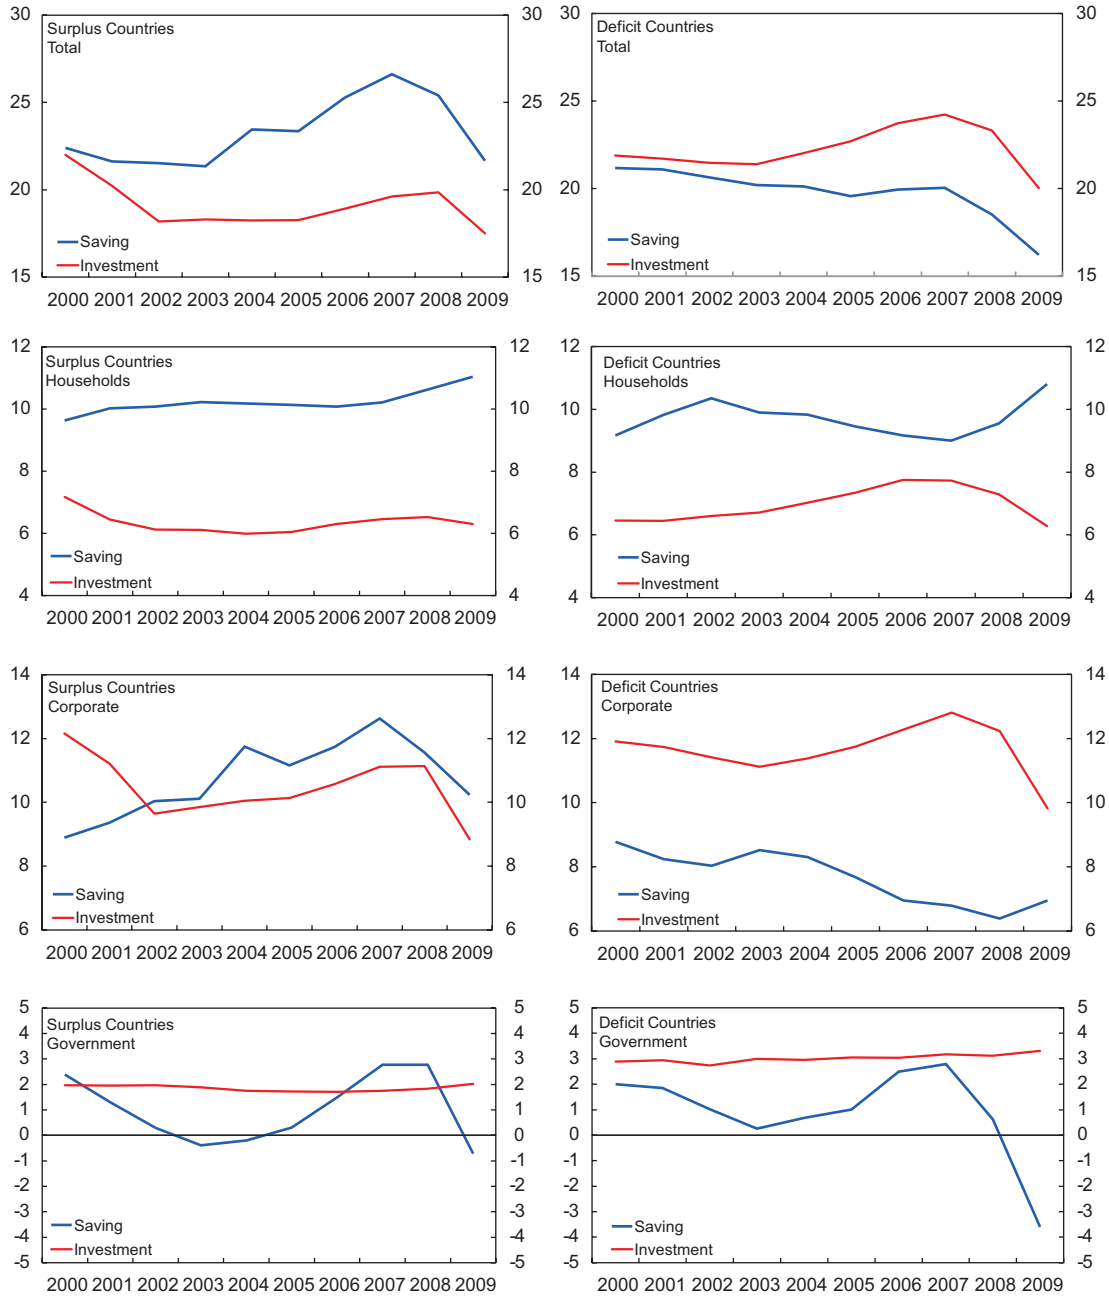 Surplus Countries
Total
30 30
25 25
20 20
15 15
Saving
Investment
2000 2001 2002 2003 2004 2005 2006 2007 2008 2009
Deficit Countries
Total
30 30
25 25
20 20
15 15
Saving
Investment
2000 2001 2002 2003 2004 2005 2006 2007 2008 2009
Surplus Countries
Households
12 12
10 10
8 8
6 6
4 4
Saving
Investment
2000 2001 2002 2003 2004 2005 2006 2007 2008 2009
Deficit Countries
Households
12 12
10 10
8 8
6 6
4 4
Saving
Investment
2000 2001 2002 2003 2004 2005 2006 2007 2008 2009
Surplus Countries
Corporate
14 14
12 12
10 10
8 8
6 6
Saving
Investment
2000 2001 2002 2003 2004 2005 2006 2007 2008 2009
Deficit Countries
Corporate
14 14
12 12
10 10
8 8
6 6
Saving
Investment
2000 2001 2002 2003 2004 2005 2006 2007 2008 2009
Surplus Countries
Government
5 5
4 4
3 3
2 2
1 1
0 0
-1 -1
-2 -2
-3 -3
-4 -4
-5 -5
Saving
Investment
2000 2001 2002 2003 2004 2005 2006 2007 2008 2009
Deficit Countries
Government
5 5
4 4
3 3
2 2
1 1
0 0
-1 -1
-2 -2
-3 -3
-4 -4
-5 -5
Saving
Investment
2000 2001 2002 2003 2004 2005 2006 2007 2008 2009